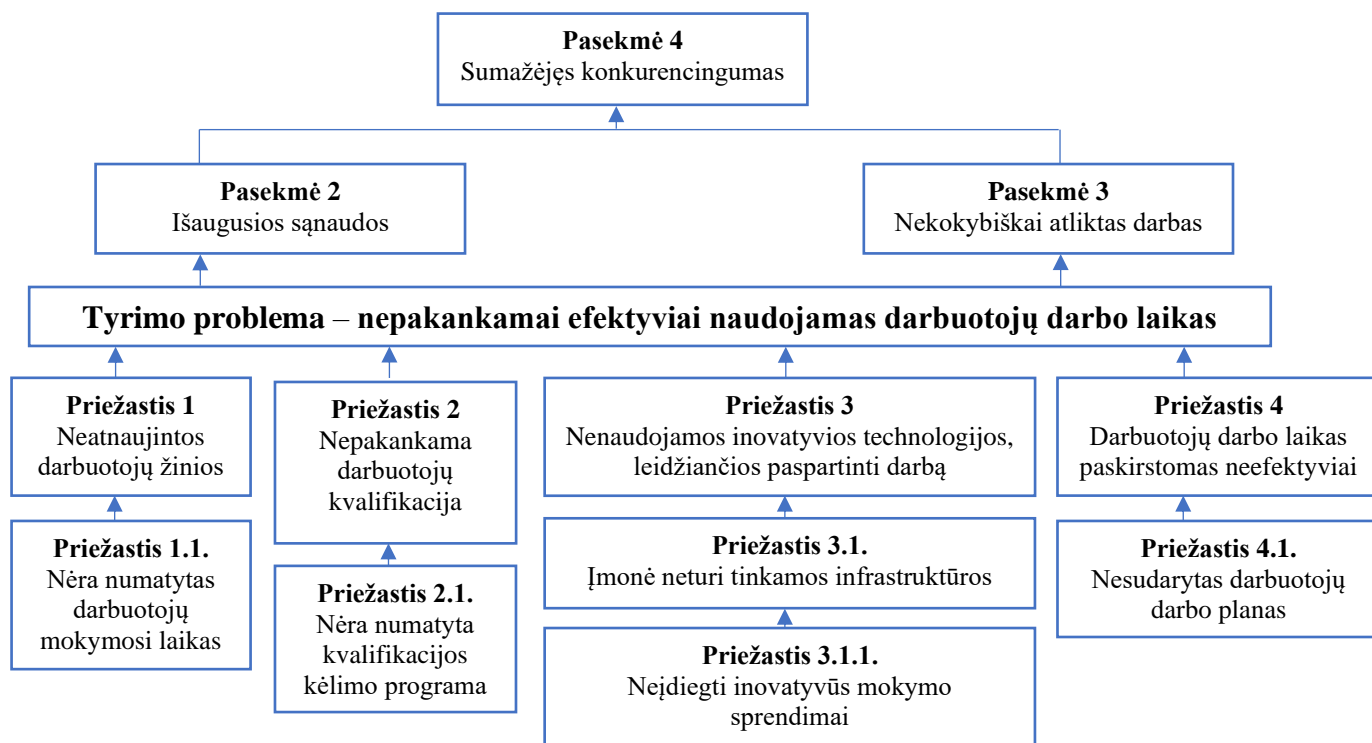 Pasekmė 4
Sumažėjęs konkurencingumas
Pasekmė 2
Išaugusios sąnaudos
Pasekmė 3
Nekokybiškai atliktas darbas
Tyrimo problema – nepakankamai efektyviai naudojamas darbuotojų darbo laikas
Priežastis 1
Neatnaujintos
darbuotojų žinios
Priežastis 2
Nepakankama
darbuotojų
kvalifikacija
Priežastis 3
Nenaudojamos inovatyvios technologijos,
leidžiančios paspartinti darbą
Priežastis 4
Darbuotojų darbo laikas
paskirstomas neefektyviai
Priežastis 1.1.
Nėra numatytas
darbuotojų
mokymosi laikas
Priežastis 2.1.
Nėra numatyta
kvalifikacijos
kėlimo programa
Priežastis 3.1.
Įmonė neturi tinkamos infrastruktūros
Priežastis 4.1.
Nesudarytas darbuotojų
darbo planas
Priežastis 3.1.1.
Neįdiegti inovatyvūs mokymo
sprendimai